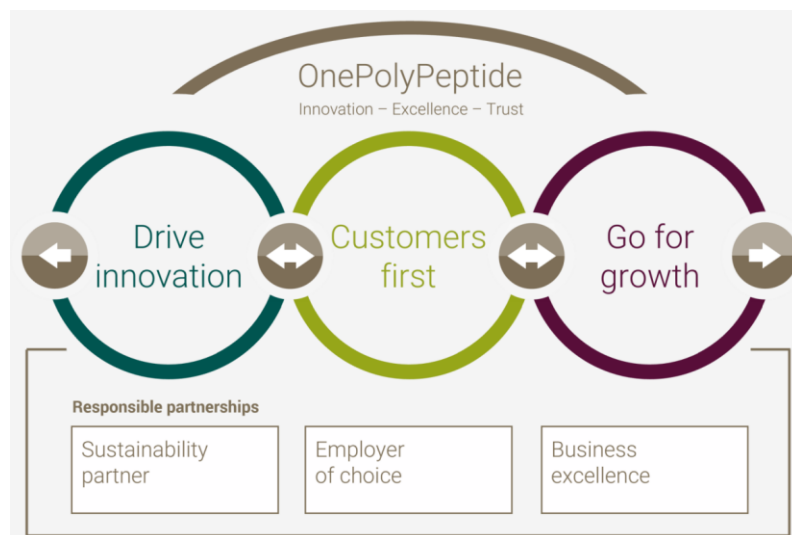 OnePolyPeptide
Innovation – Excellence – Trust
Drive
innovation
Customers
first
Go for
growth
Responsible partnerships
Sustainability
partner
Employer
of choice
Business
excellence